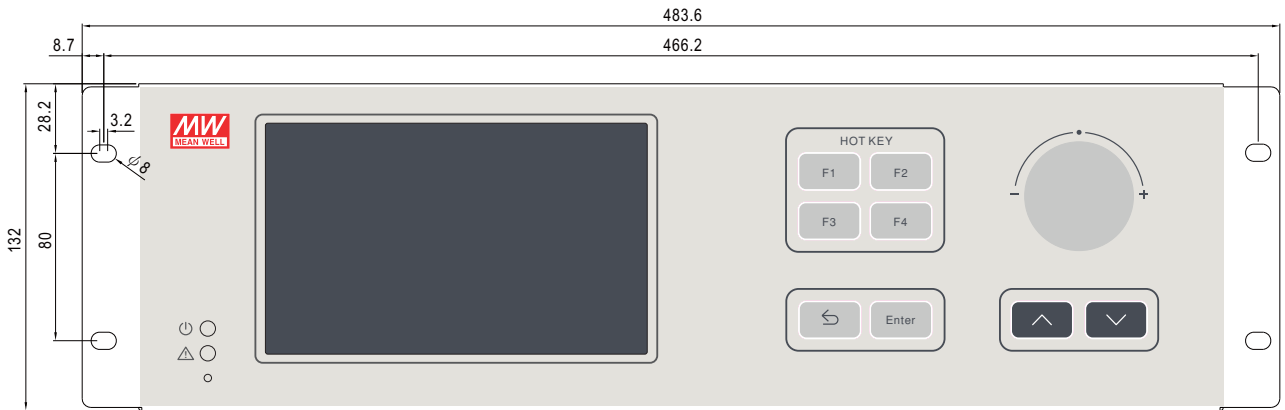 483.6
8.7
466.2
28.2
3.2
ϕ8
132
80
MW
MEAN WELL
HOT KEY
F1
F2
F3
F4
Enter
− +